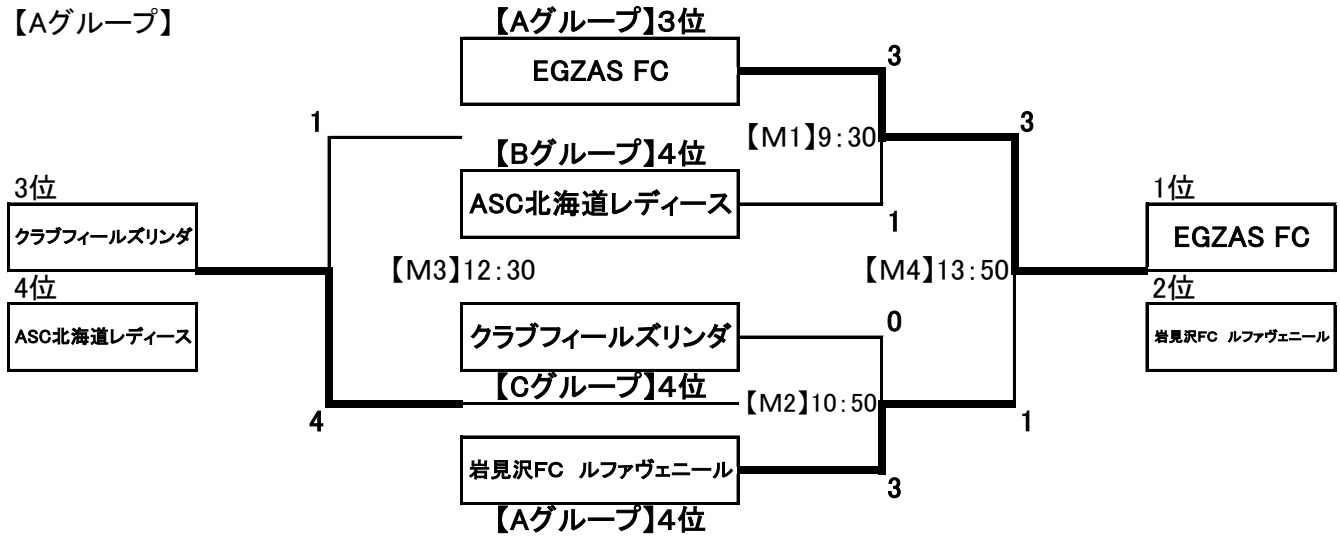 【Aグループ】
【Aグループ】3位
EGZAS FC
3
1
【M1】9:30
3
【Bグループ】4位
ASC北海道レディース
1
3位
クラブフィールズリンダ
1位
EGZAS FC
【M3】12:30
【M4】13:50
4位
ASC北海道レディース
2位
岩見沢FC ルファヴェニール
クラブフィールズリンダ
0
【Cグループ】4位
【M2】10:50
4
1
岩見沢FC ルファヴェニール
3
【Aグループ】4位